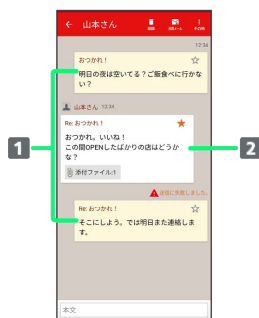 山本さん
削除
その他
12:34
おつかれ！
明日の夜は空いてる？ご飯食べに行かな
い？
山本さん 12:34
Re: おつかれ！
おつかれ。いいね！
この間OPENしたばかりの店はどうか
な？
添付ファイル:1
送信に失敗しました。
Re: おつかれ！
そこにしよう。では明日また連絡しま
す。
本文
1
2